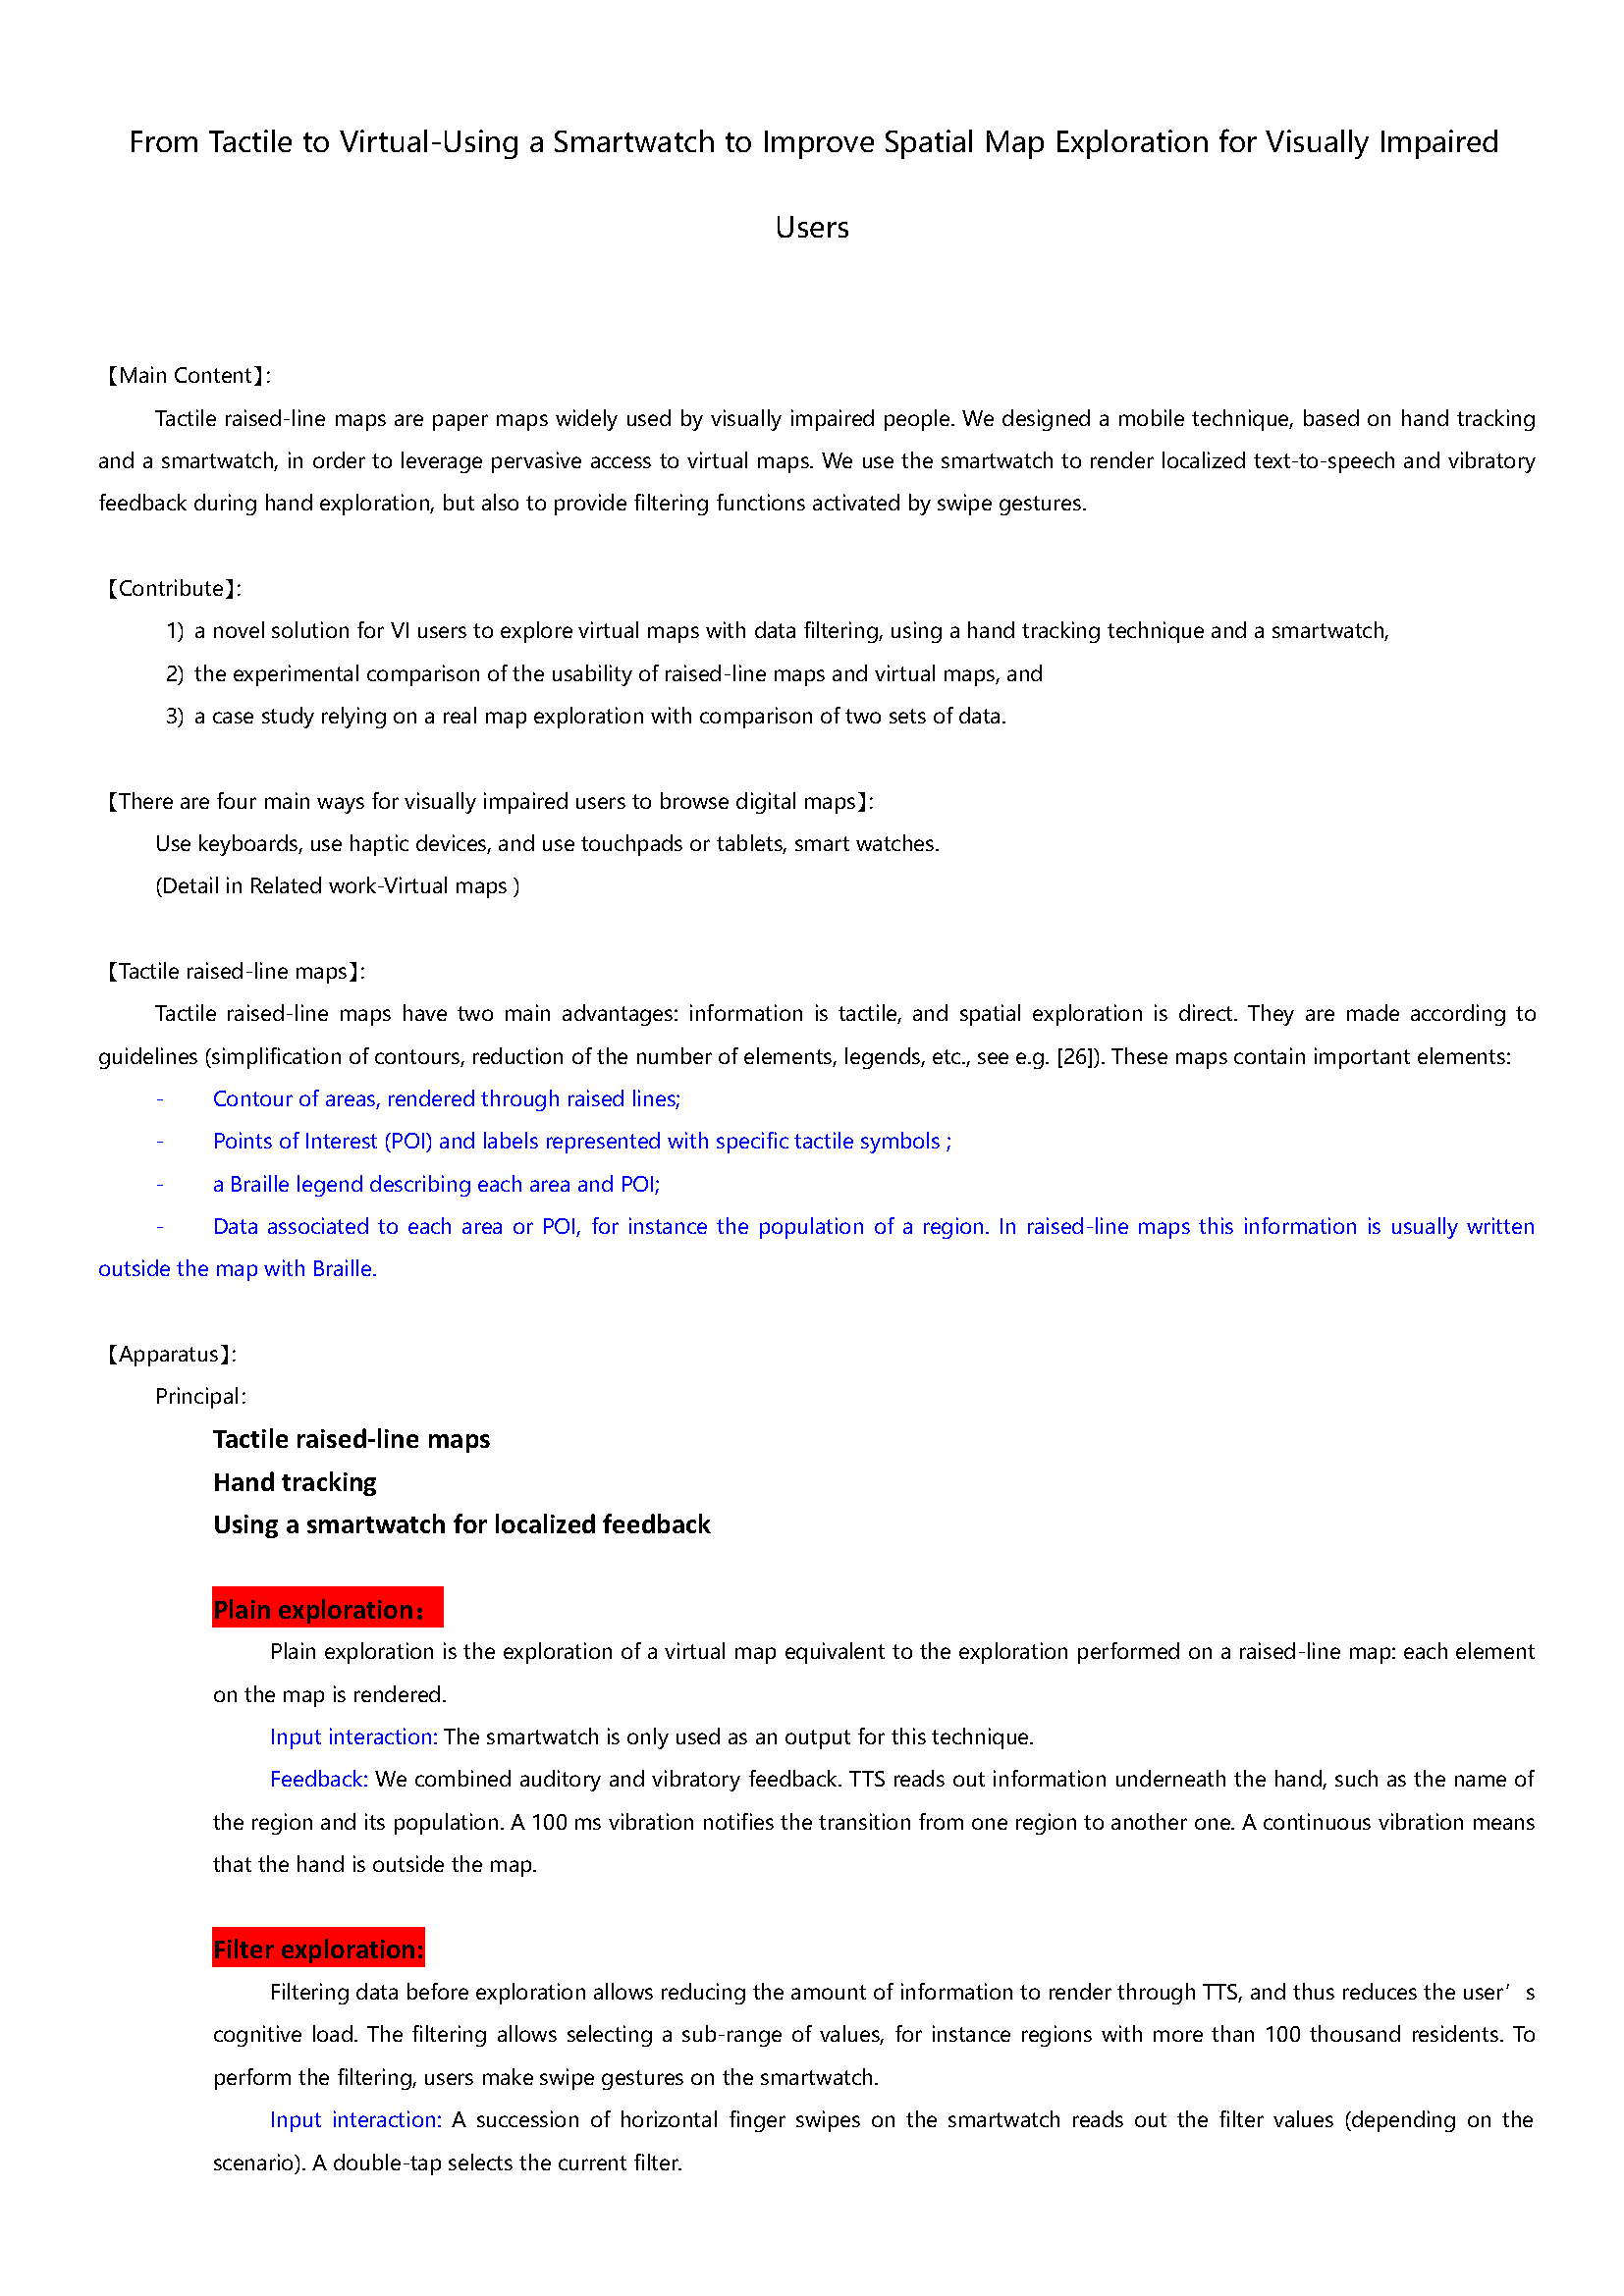 From Tactile to Virtual-Using a Smartwatch to Improve Spatial Map Exploration for Visually Impaired
Users
【Main Content】:
Tactile raised-line maps are paper maps widely used by visually impaired people. We designed a mobile technique, based on hand tracking
and a smartwatch, in order to leverage pervasive access to virtual maps. We use the smartwatch to render localized text-to-speech and vibratory
feedback during hand exploration, but also to provide filtering functions activated by swipe gestures.
【Contribute】:
1) a novel solution for VI users to explore virtual maps with data filtering, using a hand tracking technique and a smartwatch,
2) the experimental comparison of the usability of raised-line maps and virtual maps, and
3) a case study relying on a real map exploration with comparison of two sets of data.
【There are four main ways for visually impaired users to browse digital maps】:
Use keyboards, use haptic devices, and use touchpads or tablets, smart watches.
(Detail in Related work-Virtual maps )
【Tactile raised-line maps】:
Tactile raised-line maps have two main advantages: information is tactile, and spatial exploration is direct. They are made according to
guidelines (simplification of contours, reduction of the number of elements, legends, etc., see e.g. [26]). These maps contain important elements:
- Contour of areas, rendered through raised lines;
- Points of Interest (POI) and labels represented with specific tactile symbols ;
- a Braille legend describing each area and POI;
- Data associated to each area or POI, for instance the population of a region. In raised-line maps this information is usually written
outside the map with Braille.
【Apparatus】:
Principal:
Tactile raised-line maps
Hand tracking
Using a smartwatch for localized feedback
Plain exploration：
Plain exploration is the exploration of a virtual map equivalent to the exploration performed on a raised-line map: each element
on the map is rendered.
Input interaction: The smartwatch is only used as an output for this technique.
Feedback: We combined auditory and vibratory feedback. TTS reads out information underneath the hand, such as the name of
the region and its population. A 100 ms vibration notifies the transition from one region to another one. A continuous vibration means
that the hand is outside the map.
Filter exploration:
Filtering data before exploration allows reducing the amount of information to render through TTS, and thus reduces the user’s
cognitive load. The filtering allows selecting a sub-range of values, for instance regions with more than 100 thousand residents. To
perform the filtering, users make swipe gestures on the smartwatch.
Input interaction: A succession of horizontal finger swipes on the smartwatch reads out the filter values (depending on the
scenario). A double-tap selects the current filter.